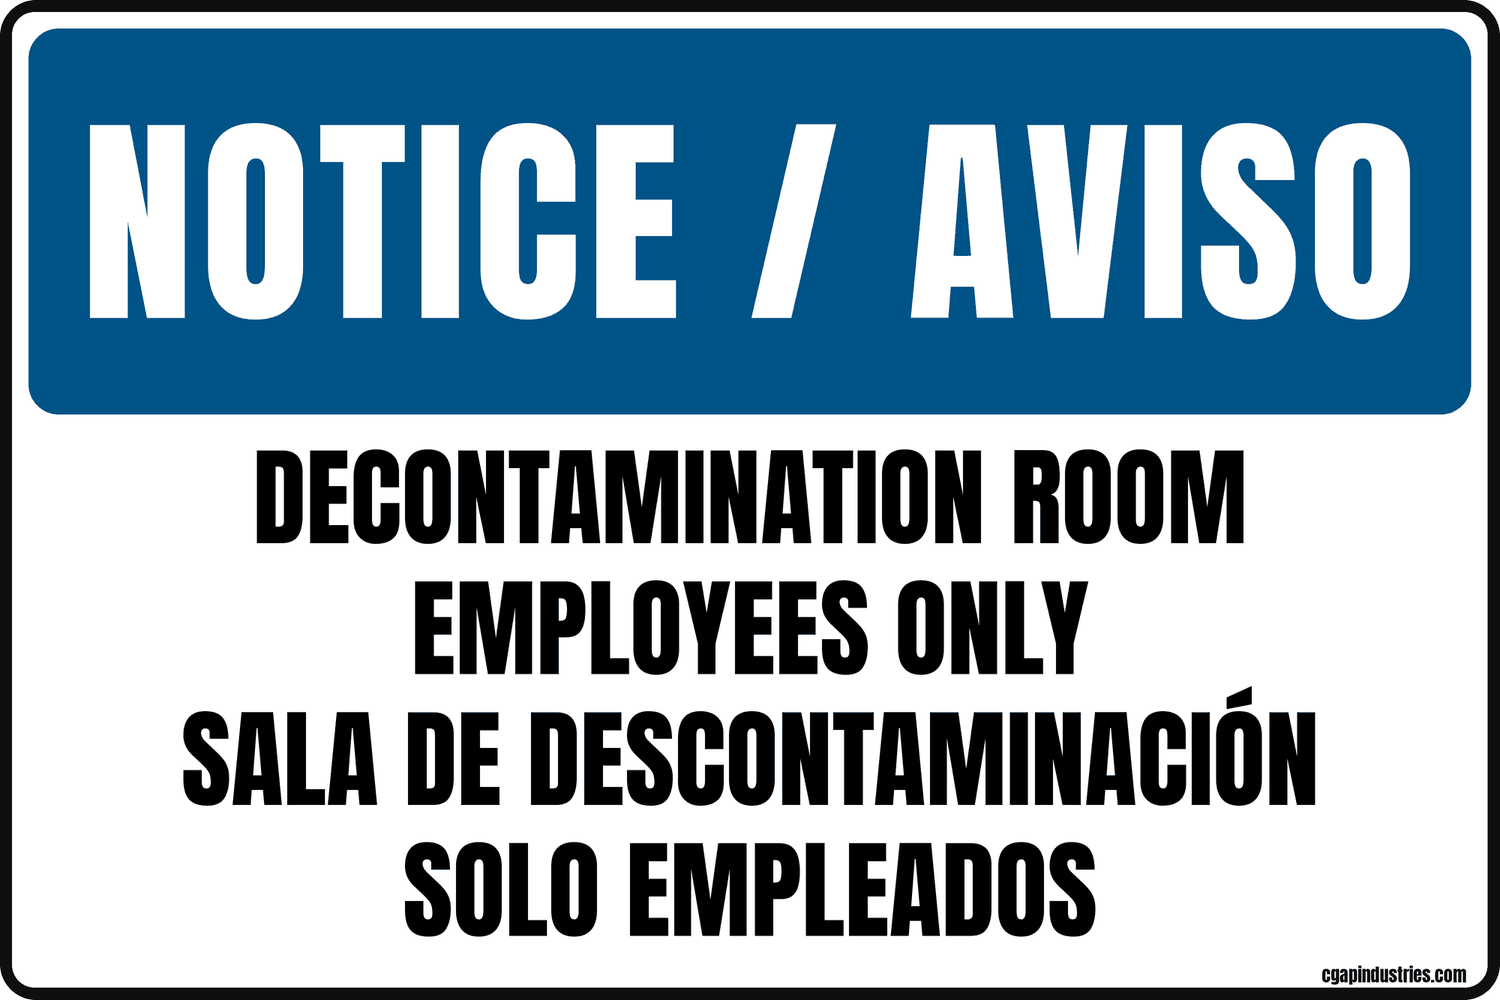 NOTICE / AVISO
DECONTAMINATION ROOM
EMPLOYEES ONLY
SALA DE DESCONTAMINACIÓN
SOLO EMPLEADOS
cgapindustries.com